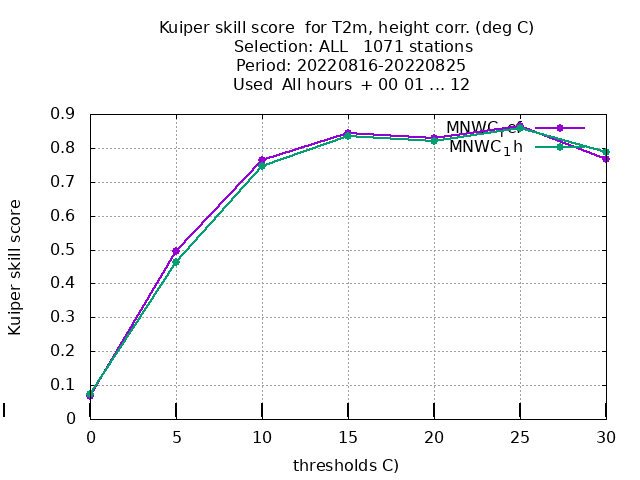 Kuiper skill score  for T2m, height corr. (deg C)
Selection: ALL   1071 stations
Period: 20220816-20220825
Used  All hours  + 00 01 ... 12
0.9
0.8
0.7
0.6
0.5
0.4
0.3
0.2
0.1
0
Kuiper skill score
MNWC_ref
MNWC_1h
0 5 10 15 20 25 30
thresholds C)